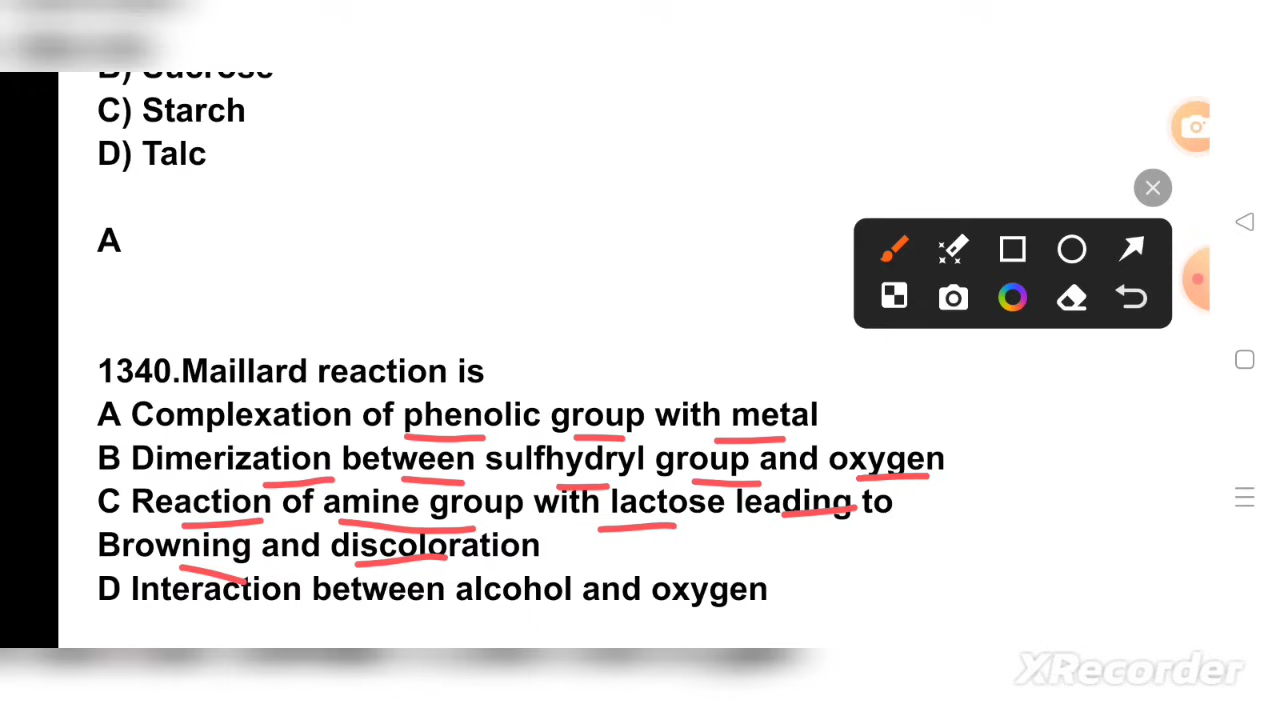 B) Sucrose
C) Starch
D) Talc
A
1340.Maillard reaction is
A Complexation of phenolic group with metal
B Dimerization between sulfhydryl group and oxygen
C Reaction of amine group with lactose leading to
Browning and discoloration
D Interaction between alcohol and oxygen
XRecorder